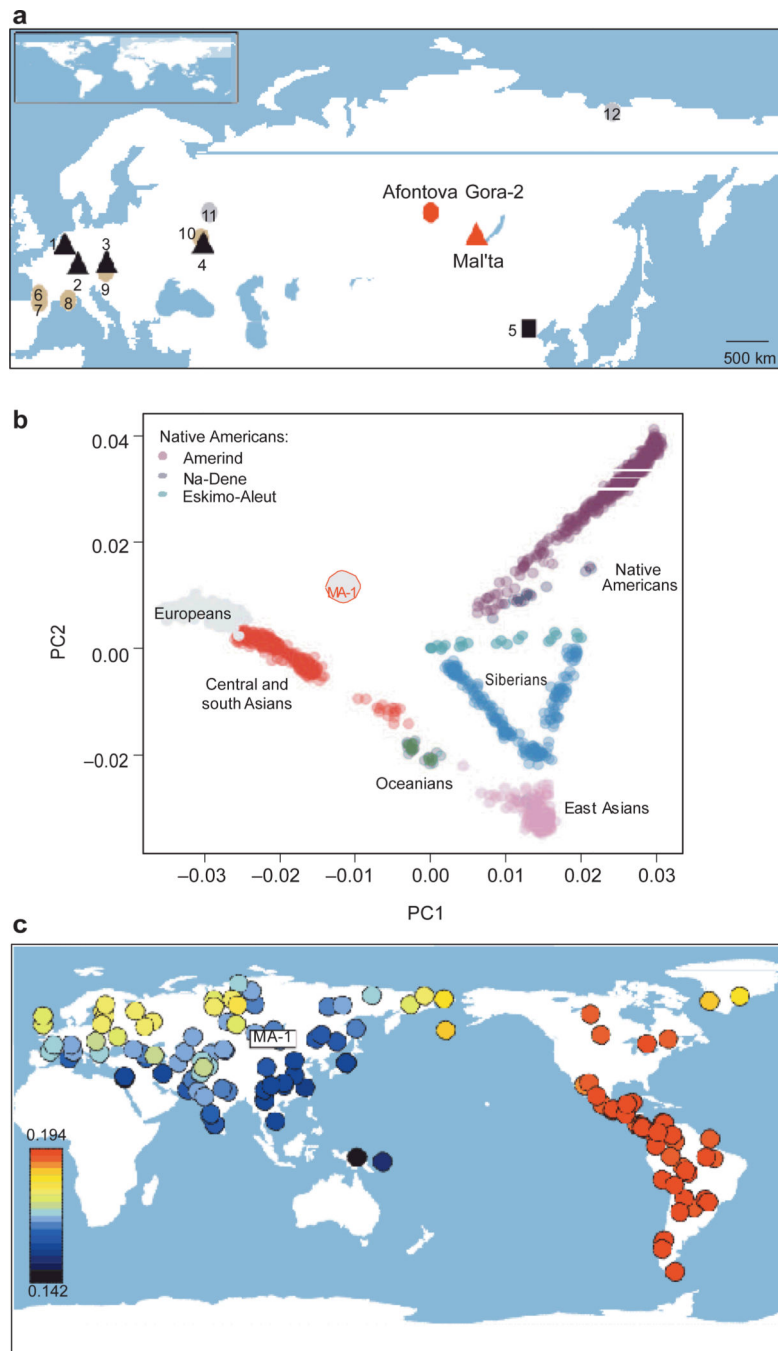 a
12
Afontova Gora-2
11
10
1
3
Mal'ta
2
4
9
6
8
7
5
500 km
b
0.04
Native Americans:
Amerind
Na-Dene
Eskimo-Aleut
0.02
Native
Americans
MA-1
Europeans
PC2
0.00
Siberians
Central and
south Asians
−0.02
Oceanians
East Asians
−0.03
−0.02
−0.01
0.00
0.01
0.02
0.03
PC1
c
MA-1
0.194
0.142